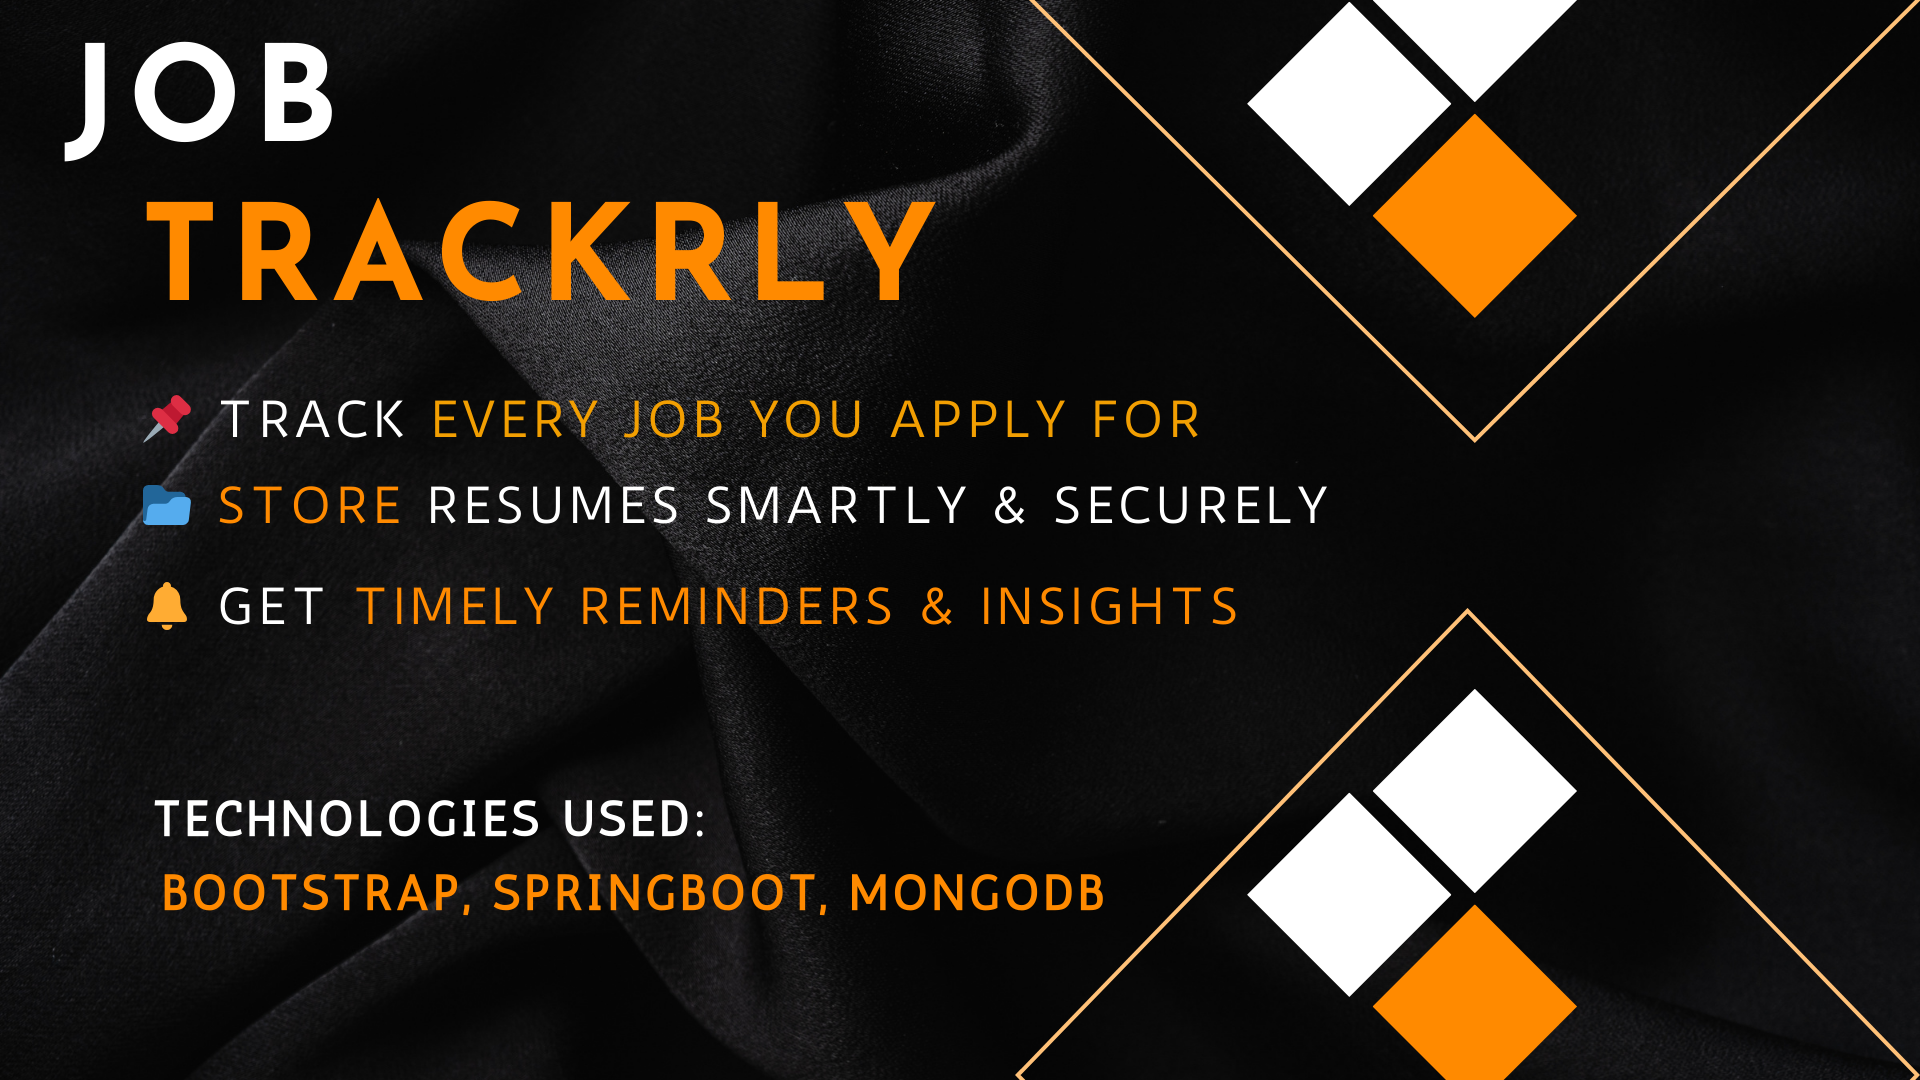 JOB
TRACKRLY
📌 TRACK EVERY JOB YOU APPLY FOR
📂 STORE RESUMES SMARTLY & SECURELY
🔔 GET TIMELY REMINDERS & INSIGHTS
TECHNOLOGIES USED:
BOOTSTRAP, SPRINGBOOT, MONGODB